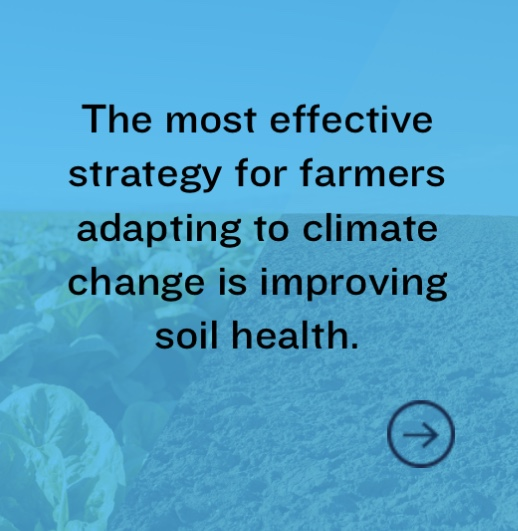 The most effective
strategy for farmers
adapting to climate
change is improving
soil health.